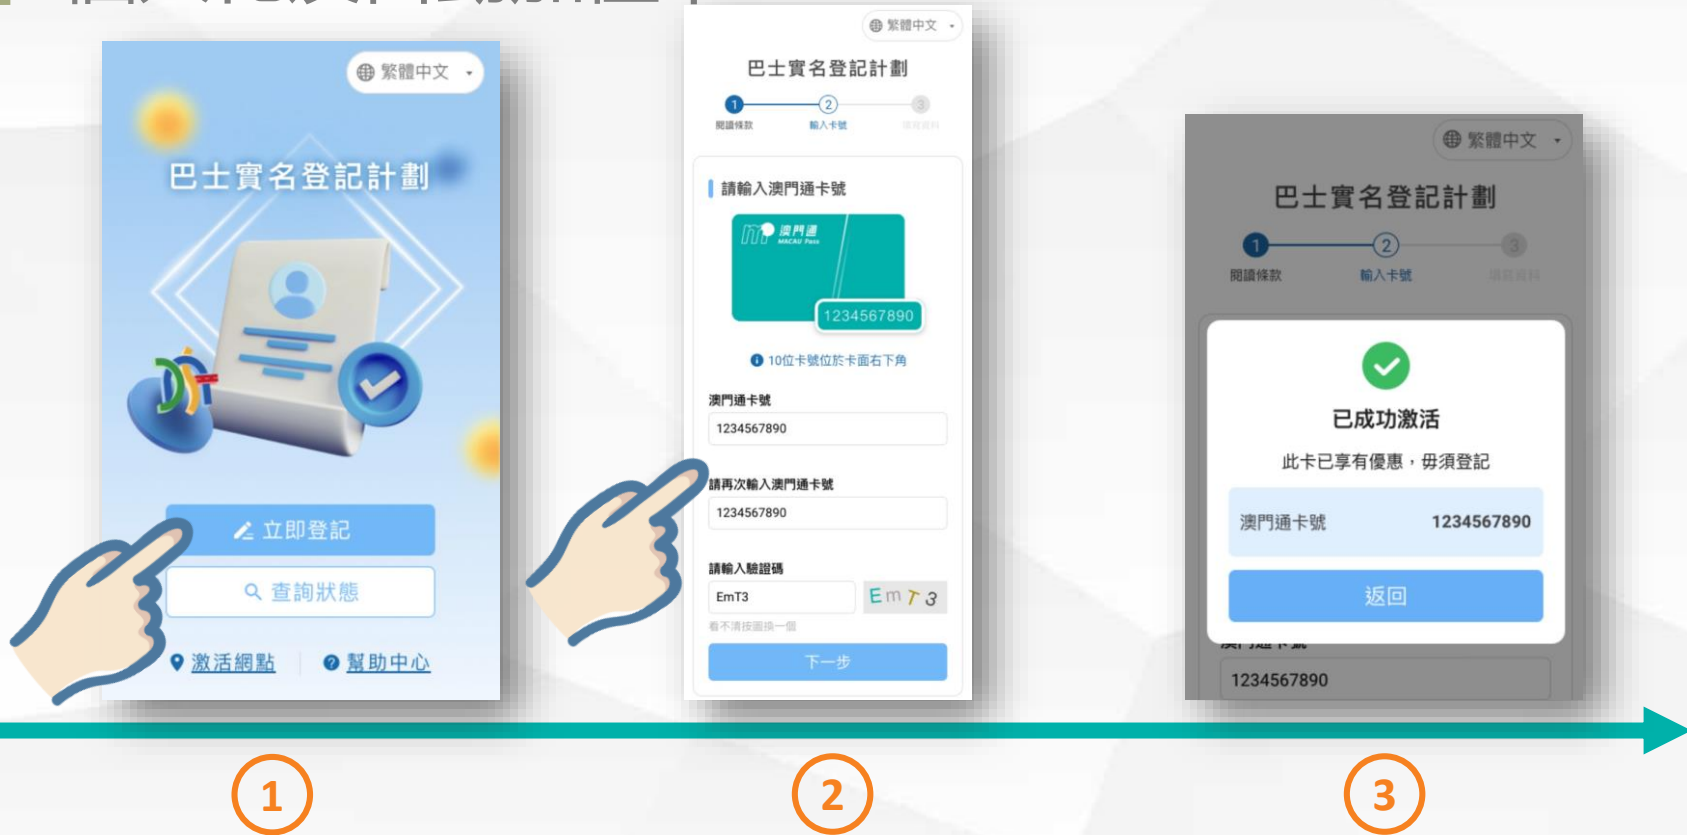 繁體中文
巴士實名登記計劃
立即登記
查詢狀態
激活網點
幫助中心
1
繁體中文
巴士實名登記計劃
1
2
3
閱讀條款
輸入卡號
請輸入澳門通卡號
澳門通
MACAU Pass
1234567890
10位卡號位於卡面右下角
澳門通卡號
1234567890
請再次輸入澳門通卡號
1234567890
請輸入驗證碼
EmT3
EmT3
看不清按圖換一個
下一步
2
繁體中文
巴士實名登記計劃
1
2
3
閱讀條款
輸入卡號
已成功激活
此卡已享有優惠，毋須登記
澳門通卡號 1234567890
返回
澳門通卡號
1234567890
3